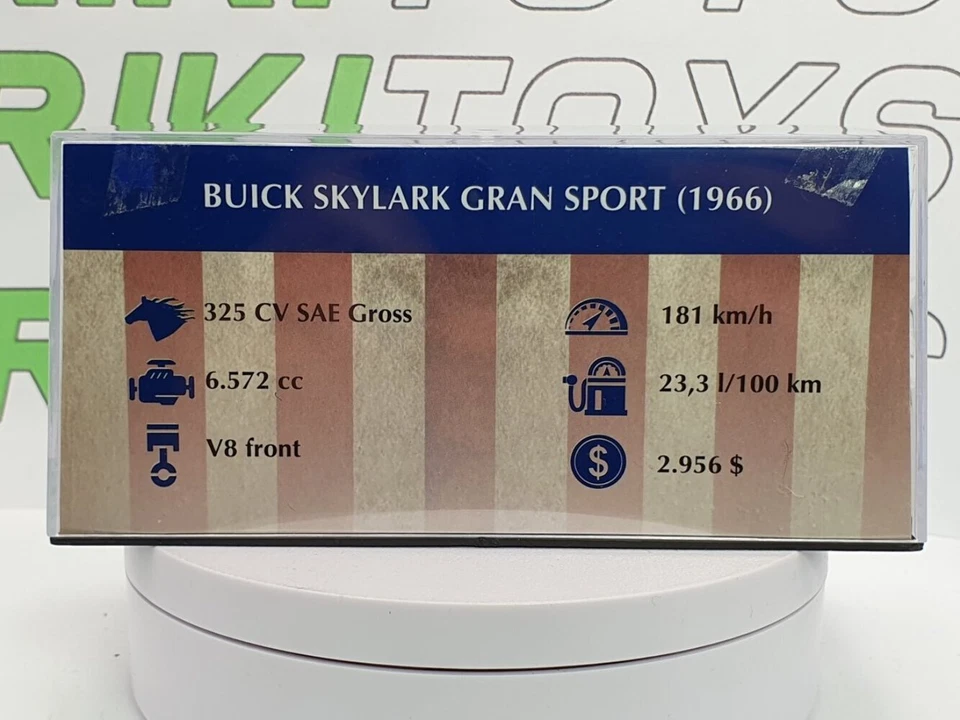 RIKITOYS
BUICK SKYLARK GRAN SPORT (1966)
325 CV SAE Gross
181 km/h
6.572 cc
23,3 l/100 km
V8 front
2.956 $